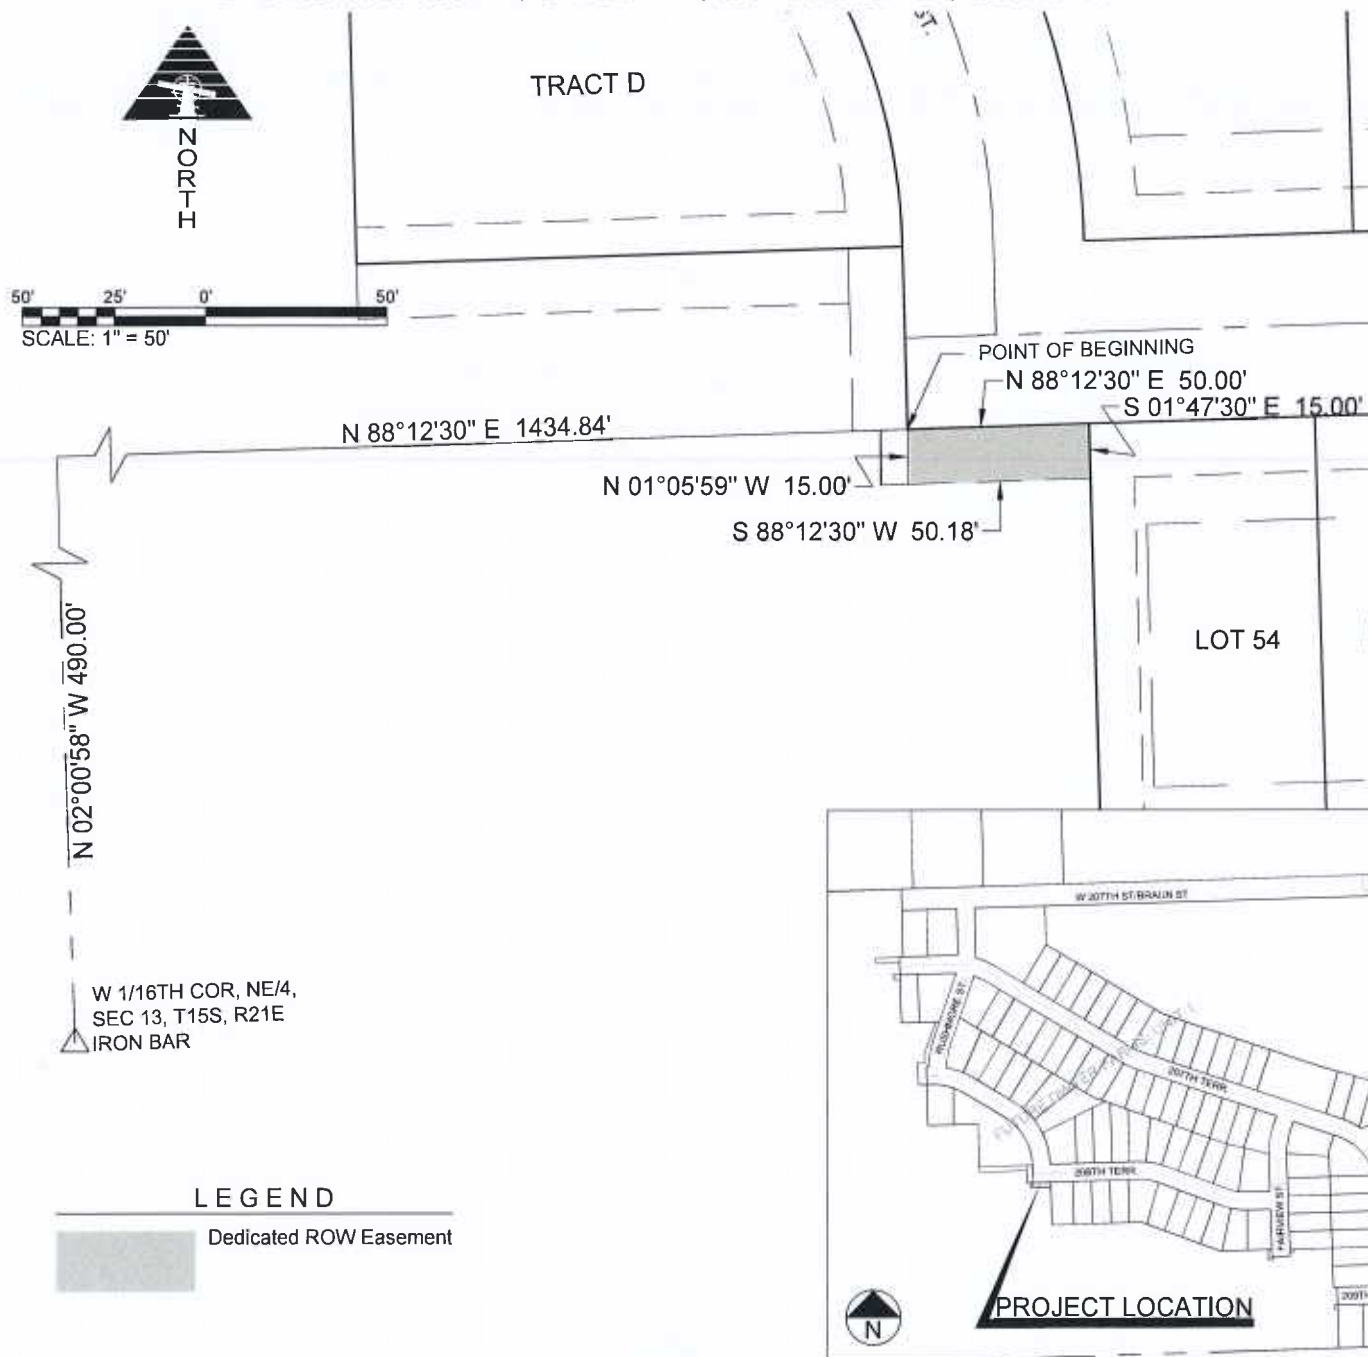 ST.
TRACT D
NORTH
50' 25' 0' 50'
SCALE: 1" = 50'
POINT OF BEGINNING
N 88°12'30" E 50.00'
S 01°47'30" E 15.00'
N 88°12'30" E 1434.84'
N 01°05'59" W 15.00'
S 88°12'30" W 50.18'
LOT 54
N 02°00'58" W 490.00'
W 1/16TH COR, NE/4,
SEC 13, T15S, R21E
IRON BAR
W 207TH ST/BRAUN ST
RUSHMORE ST
207TH TERR.
208TH TERR.
FAIRVIEW ST
209TH
LEGEND
Dedicated ROW Easement
N
PROJECT LOCATION